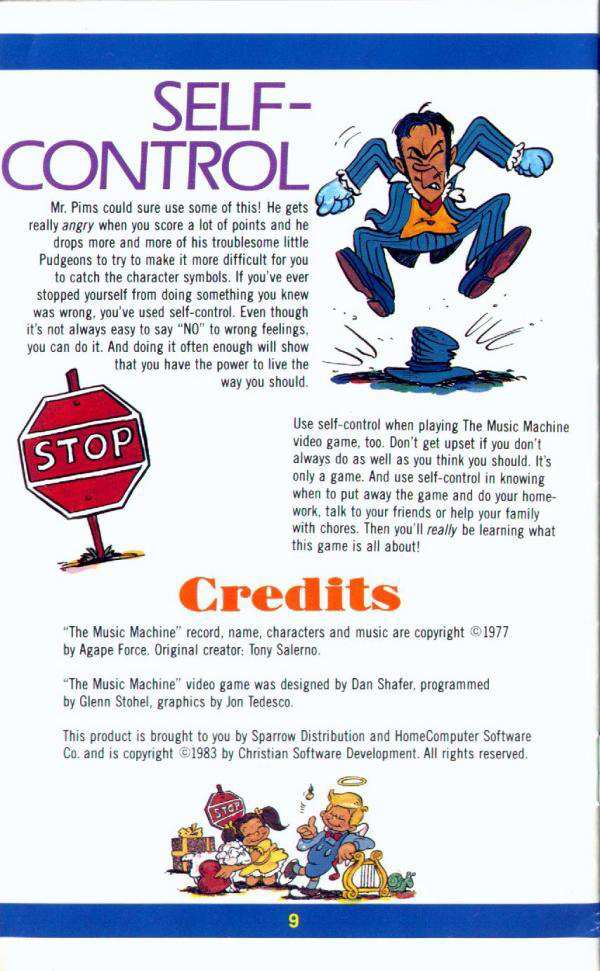 SELF-
CONTROL
Mr. Pims could sure use some of this! He gets
really angry when you score a lot of points and he
drops more and more of his troublesome little
Pudgeons to try to make it more difficult for you
to catch the character symbols. If you've ever
stopped yourself from doing something you knew
was wrong, you've used self-control. Even though
it's not always easy to say "NO" to wrong feelings,
you can do it. And doing it often enough will show
that you have the power to live the
way you should.
STOP
Use self-control when playing The Music Machine
video game, too. Don't get upset if you don't
always do as well as you think you should. It's
only a game. And use self-control in knowing
when to put away the game and do your home-
work, talk to your friends or help your family
with chores. Then you'll really be learning what
this game is all about!
Credits
"The Music Machine" record, name, characters and music are copyright ©1977
by Agape Force. Original creator: Tony Salerno.
"The Music Machine" video game was designed by Dan Shafer, programmed
by Glenn Stohel, graphics by Jon Tedesco.
This product is brought to you by Sparrow Distribution and HomeComputer Software
Co. and is copyright ©1983 by Christian Software Development. All rights reserved.
STOP
9